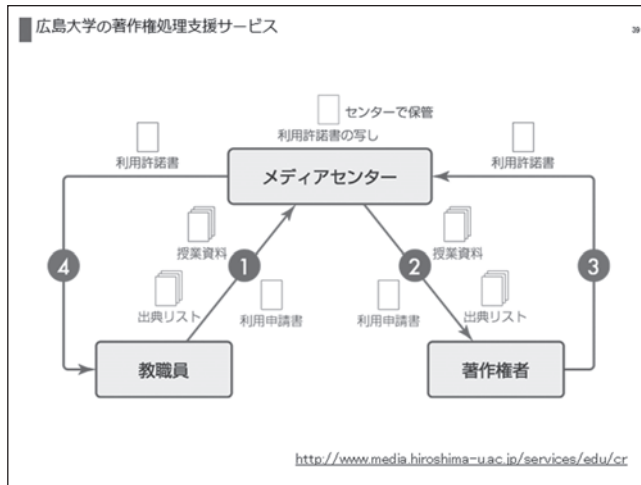 広島大学の著作権処理支援サービス
39
センターで保管
利用許諾書の写し
利用許諾書
利用許諾書
メディアセンター
授業資料
授業資料
4
1
2
3
出典リスト
利用申請書
利用申請書
出典リスト
教職員
著作権者
http://www.media.hiroshima-u.ac.jp/services/edu/cr